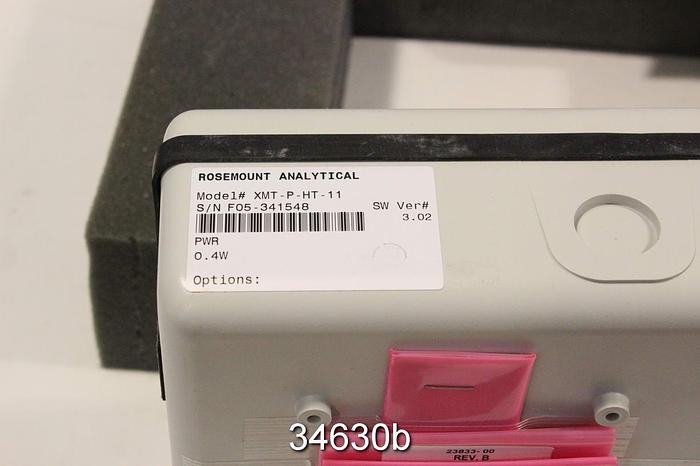 ROSEMOUNT ANALYTICAL
Model# XMT-P-HT-11
S/N F05-341548
SW Ver#
3.02
PWR
0.4W
Options:
23833-00
REV. B
34630b